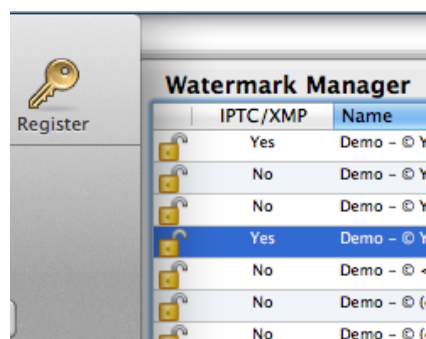 Register
Watermark Manager
IPTC/XMP Name
Yes Demo - © Y
No Demo - © Y
No Demo - © Y
Yes Demo - © Y
No Demo - © <
No Demo - © (
No Demo - © (